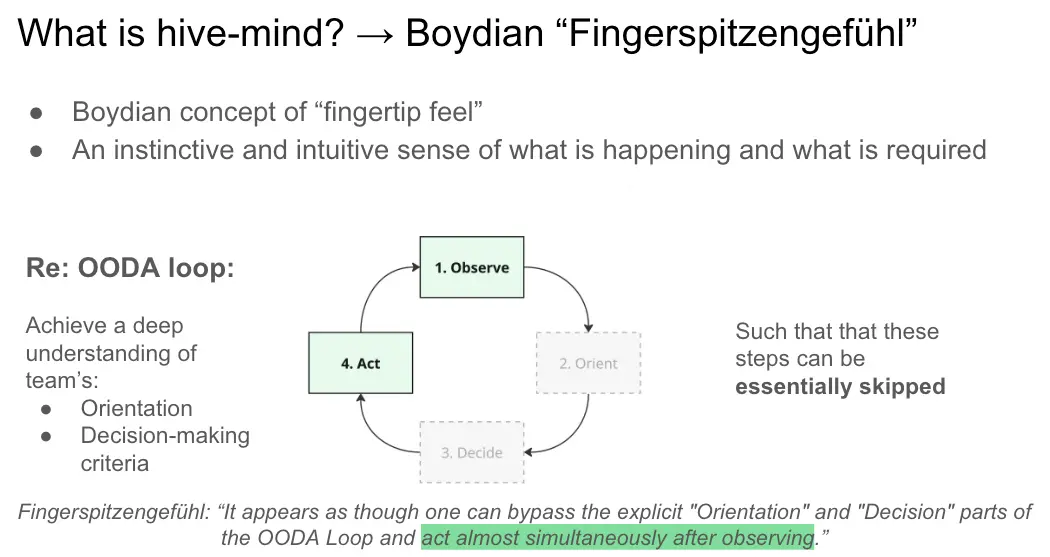 What is hive-mind? → Boydian “Fingerspitzengefühl”
● Boydian concept of “fingertip feel”
● An instinctive and intuitive sense of what is happening and what is required
Re: OODA loop:
Achieve a deep
understanding of
team’s:
● Orientation
● Decision-making
criteria
1. Observe
2. Orient
3. Decide
4. Act
Such that that these
steps can be
essentially skipped
Fingerspitzengefühl: “It appears as though one can bypass the explicit "Orientation" and "Decision" parts of
the OODA Loop and act almost simultaneously after observing.”